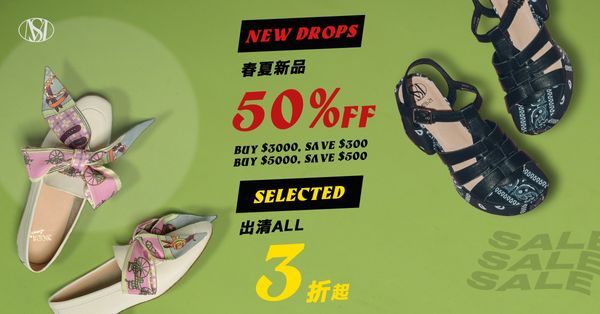 NEW DROPS
春夏新品
50%FF
BUY $3000, SAVE $300
BUY $5000, SAVE $500
SELECTED
出清ALL
3折起
SALE
SALE
SALE